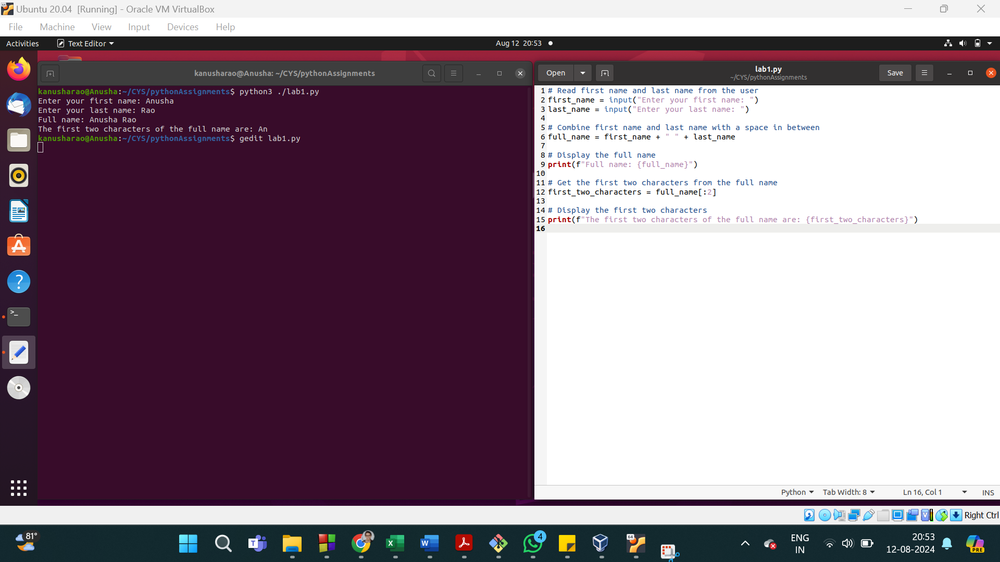 Ubuntu 20.04 [Running] - Oracle VM VirtualBox
File Machine View Input Devices Help
Activities Text Editor Aug 12 20:53
kanusharao@Anusha: ~/CYS/pythonAssignments
kanusharao@Anusha:~/CYS/pythonAssignments$ python3 ./lab1.py
Enter your first name: Anusha
Enter your last name: Rao
Full name: Anusha Rao
The first two characters of the full name are: An
kanusharao@Anusha:~/CYS/pythonAssignments$ gedit lab1.py
Open lab1.py Save
~/CYS/pythonAssignments
1 # Read first name and last name from the user
2 first_name = input("Enter your first name: ")
3 last_name = input("Enter your last name: ")
4
5 # Combine first name and last name with a space in between
6 full_name = first_name + " " + last_name
7
8 # Display the full name
9 print(f"Full name: {full_name}")
10
11 # Get the first two characters from the full name
12 first_two_characters = full_name[:2]
13
14 # Display the first two characters
15 print(f"The first two characters of the full name are: {first_two_characters}")
16
Python Tab Width: 8 Ln 16, Col 1 INS
Right Ctrl
81°
4
64
ENG
IN
20:53
12-08-2024
PRE